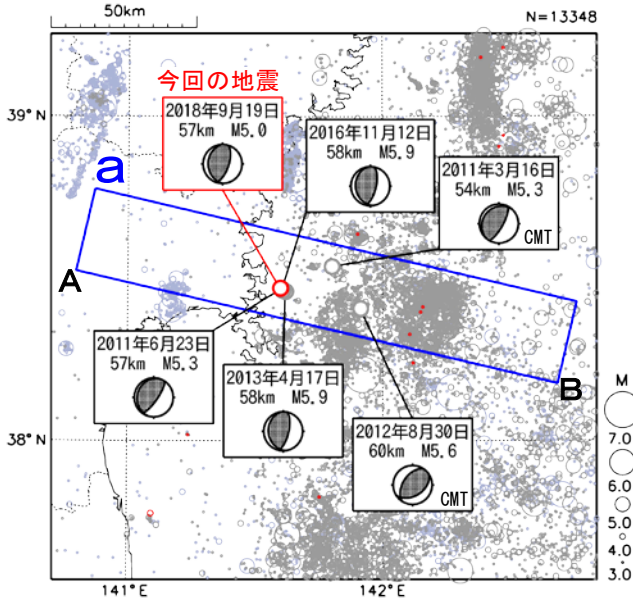 50km
N=13348
今回の地震
39°N
2018年9月19日
57km M5.0
2016年11月12日
58km M5.9
2011年3月16日
54km M5.3
CMT
a
A
2011年6月23日
57km M5.3
2013年4月17日
58km M5.9
B
2012年8月30日
60km M5.6
CMT
38°N
M
7.0
6.0
5.0
4.0
3.0
141°E
142°E